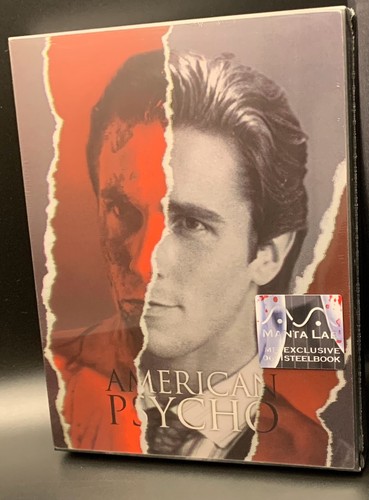 AMERICAN
PSYCHO
MANTA LAB
EXCLUSIVE
STEELBOOK